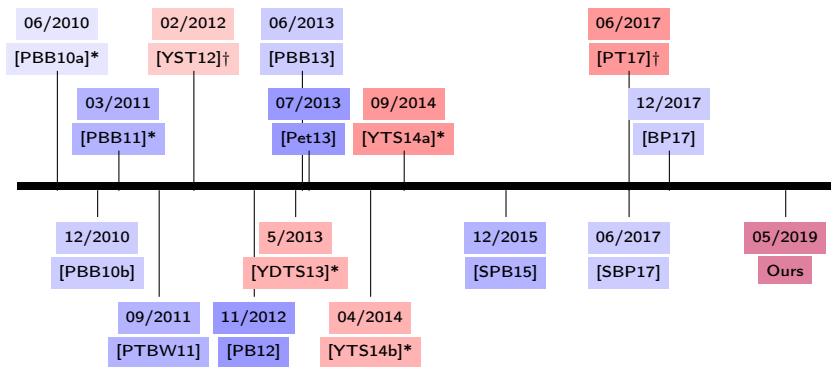 06/2010
[PBB10a]*
02/2012
[YST12]†
06/2013
[PBB13]
06/2017
[PT17]†
03/2011
[PBB11]*
07/2013
[Pet13]
09/2014
[YTS14a]*
12/2017
[BP17]
12/2010
[PBB10b]
5/2013
[YDTS13]*
12/2015
[SPB15]
06/2017
[SBP17]
05/2019
Ours
09/2011
[PTBW11]
11/2012
[PB12]
04/2014
[YTS14b]*